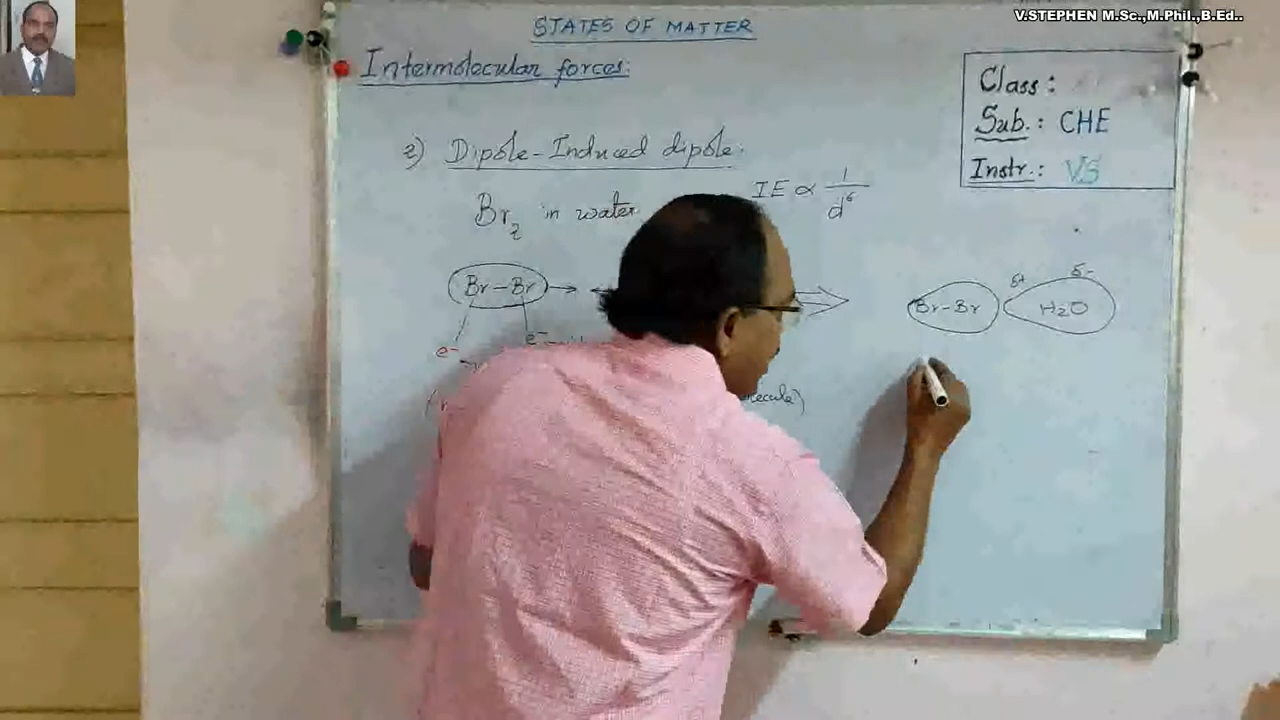 V.STEPHEN M.Sc.,M.Phil.,B.Ed..
STATES OF MATTER
Intermolecular forces:
Class :
Sub. : CHE
Instr. : VS
2) Dipole-Induced dipole:
IE ∝ 1/d⁶
Br₂ in water
Br-Br →
δ+ δ-
Br-Br H₂O
e⁻ e⁻